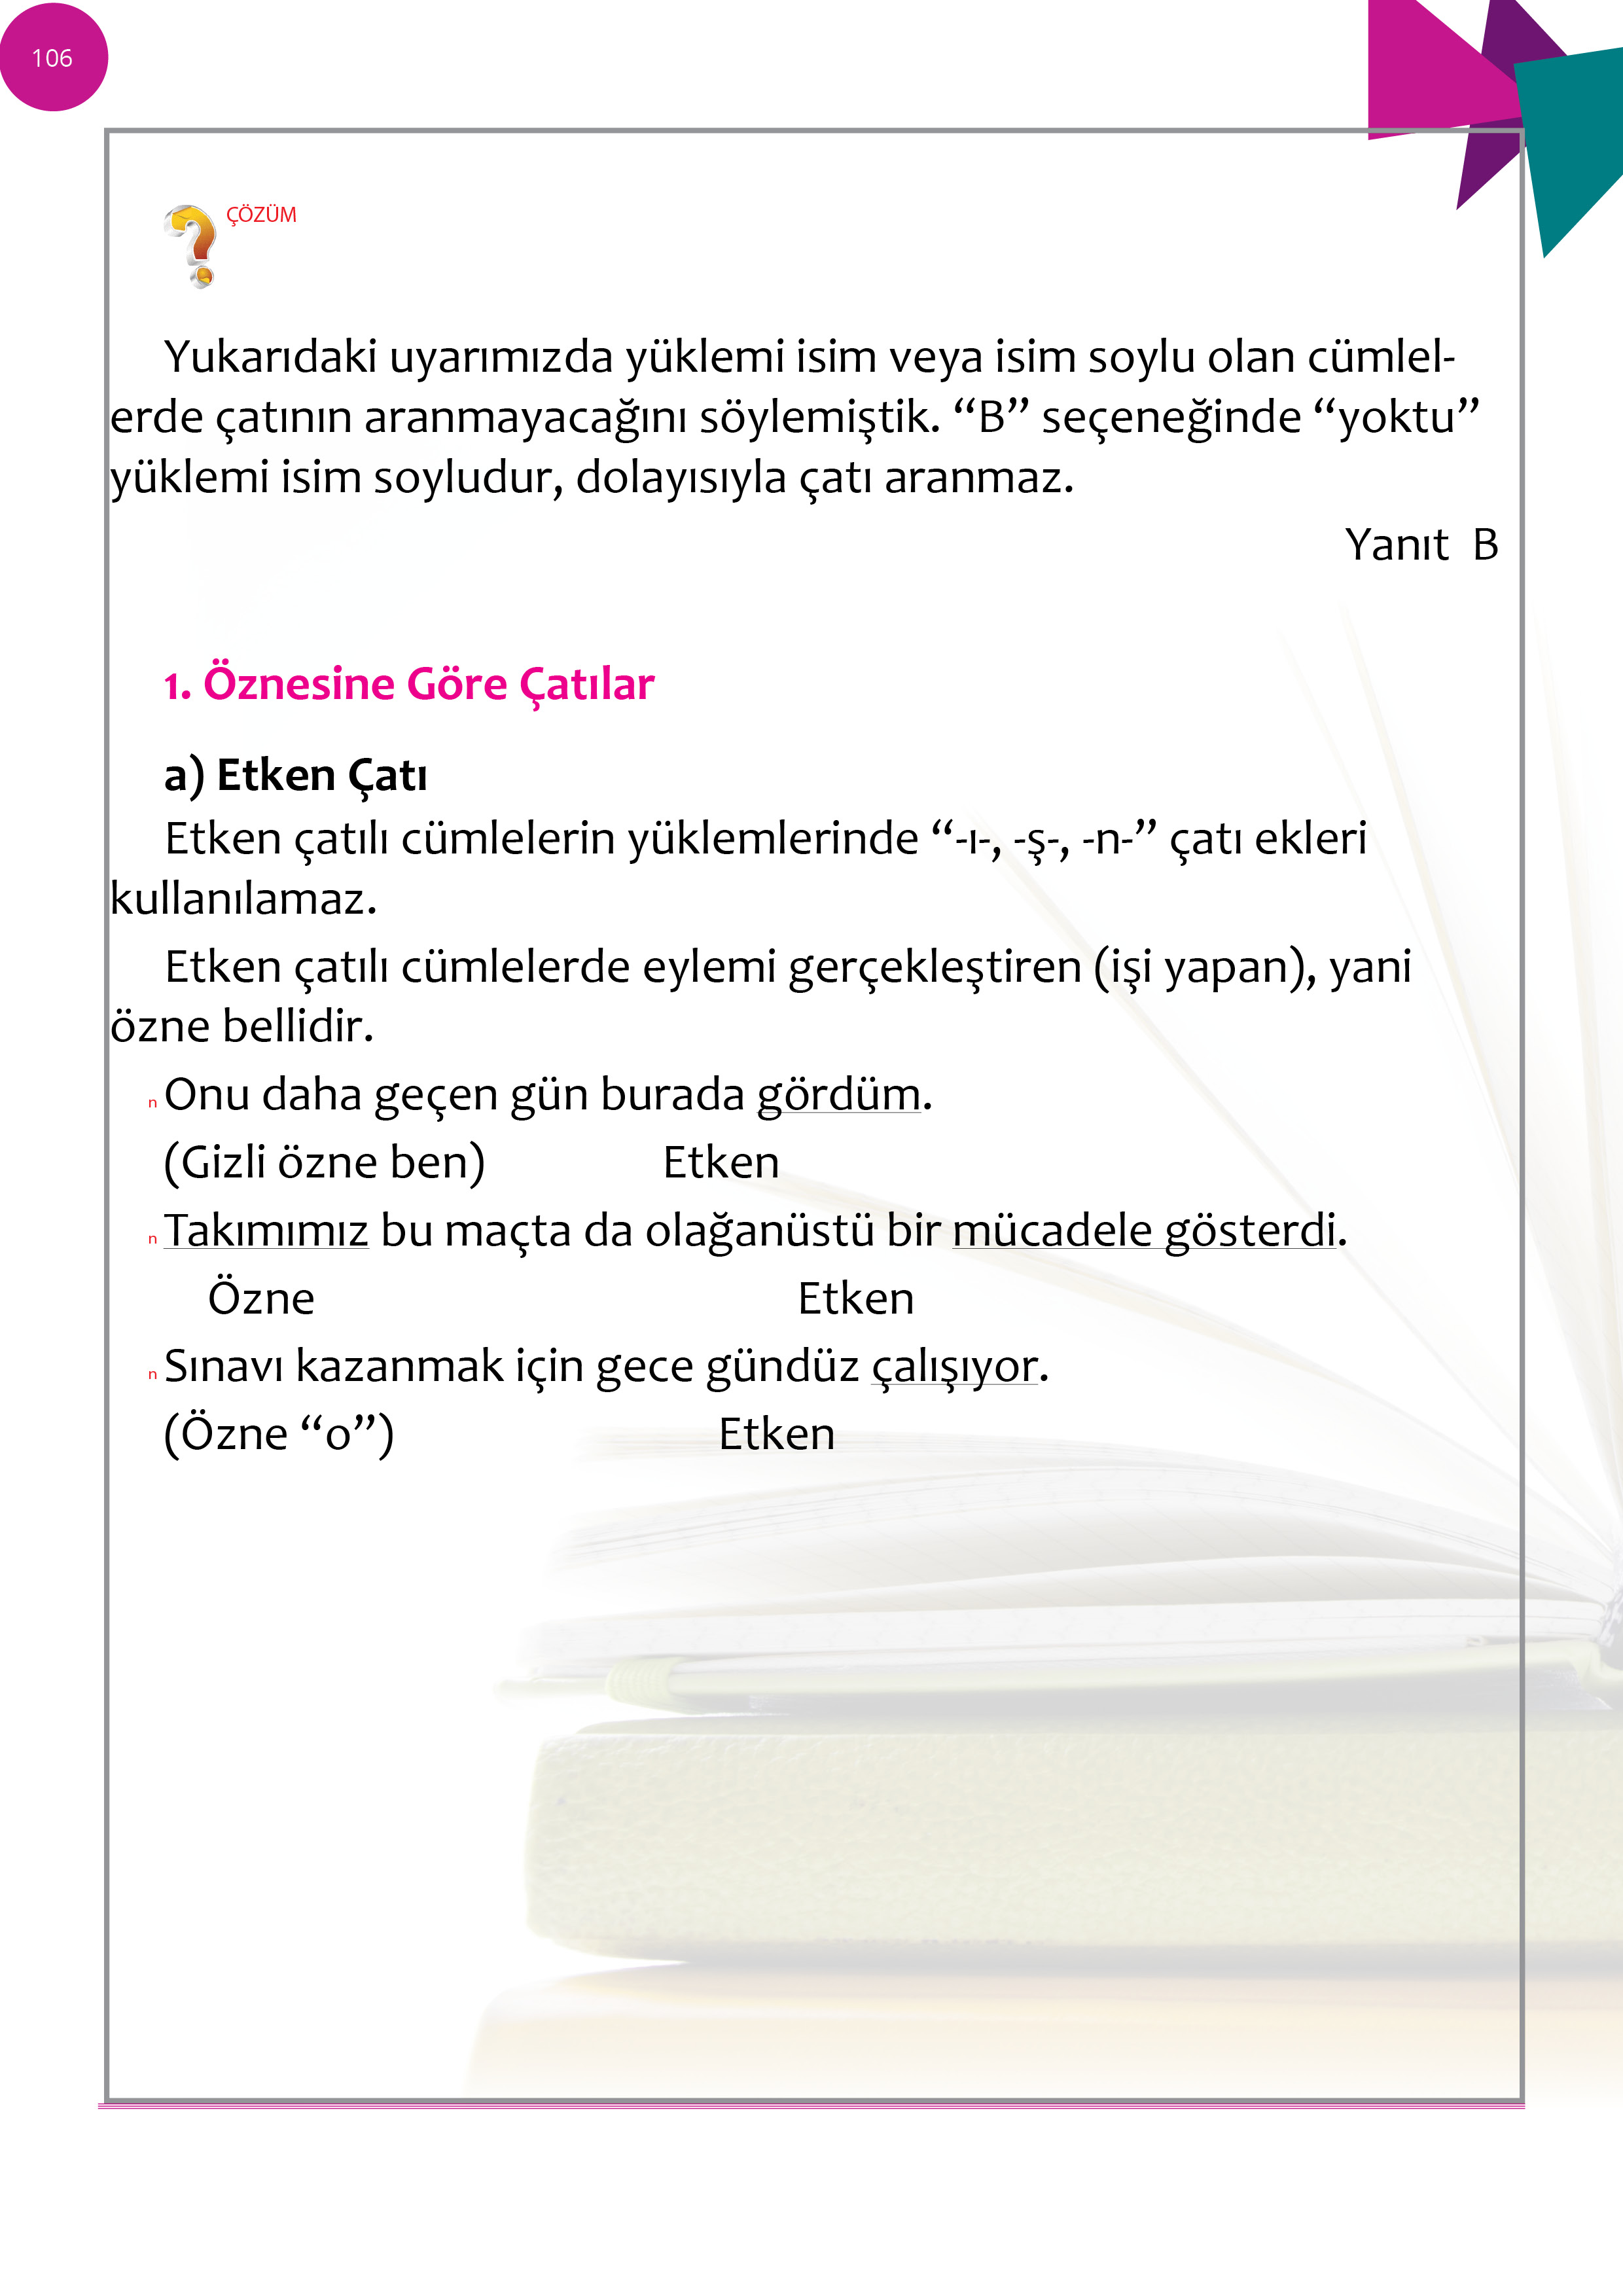 106
ÇÖZÜM
Yukarıdaki uyarımızda yüklemi isim veya isim soylu olan cümlel-
erde çatının aranmayacağını söylemiştik. “B” seçeneğinde “yoktu”
yüklemi isim soyludur, dolayısıyla çatı aranmaz.
Yanıt B
1. Öznesine Göre Çatılar
a) Etken Çatı
Etken çatılı cümlelerin yüklemlerinde “-ı-, -ş-, -n-” çatı ekleri
kullanılamaz.
Etken çatılı cümlelerde eylemi gerçekleştiren (işi yapan), yani
özne bellidir.
n Onu daha geçen gün burada gördüm.
(Gizli özne ben) Etken
n Takımımız bu maçta da olağanüstü bir mücadele gösterdi.
Özne Etken
n Sınavı kazanmak için gece gündüz çalışıyor.
(Özne “o”) Etken